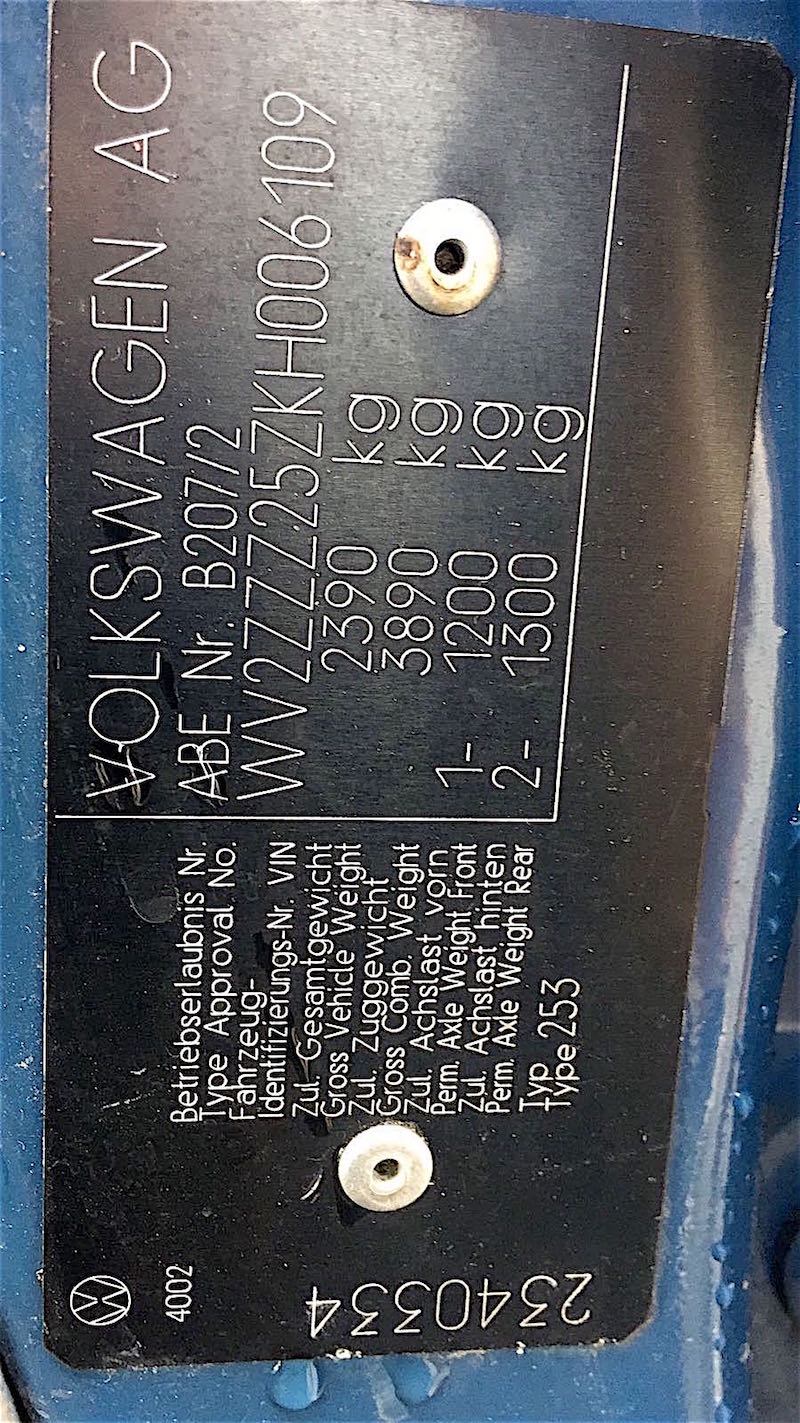 VOLKSWAGEN AG
Betriebserlaubnis Nr.
Type Approval No.
ABE Nr. B207/2
Fahrzeug-
Identifizierungs-Nr. VIN
WV2ZZZ25ZKH006109
Zul. Gesamtgewicht
Gross Vehicle Weight
2390 kg
Zul. Zuggewicht
Gross Comb. Weight
3890 kg
Zul. Achslast vorn
Perm. Axle Weight Front
1- 1200 kg
Zul. Achslast hinten
Perm. Axle Weight Rear
2- 1300 kg
Typ
Type 253
4002
2340334